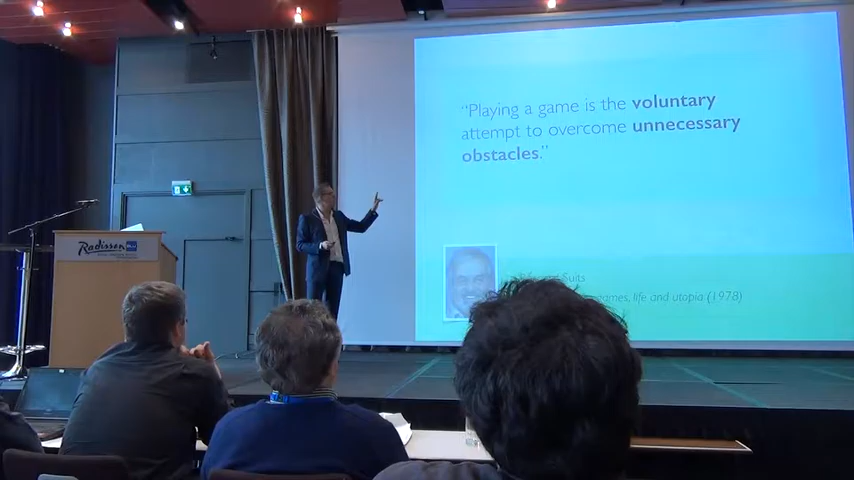 "Playing a game is the voluntary
attempt to overcome unnecessary
obstacles."
Suits
games, life and utopia (1978)
Radisson